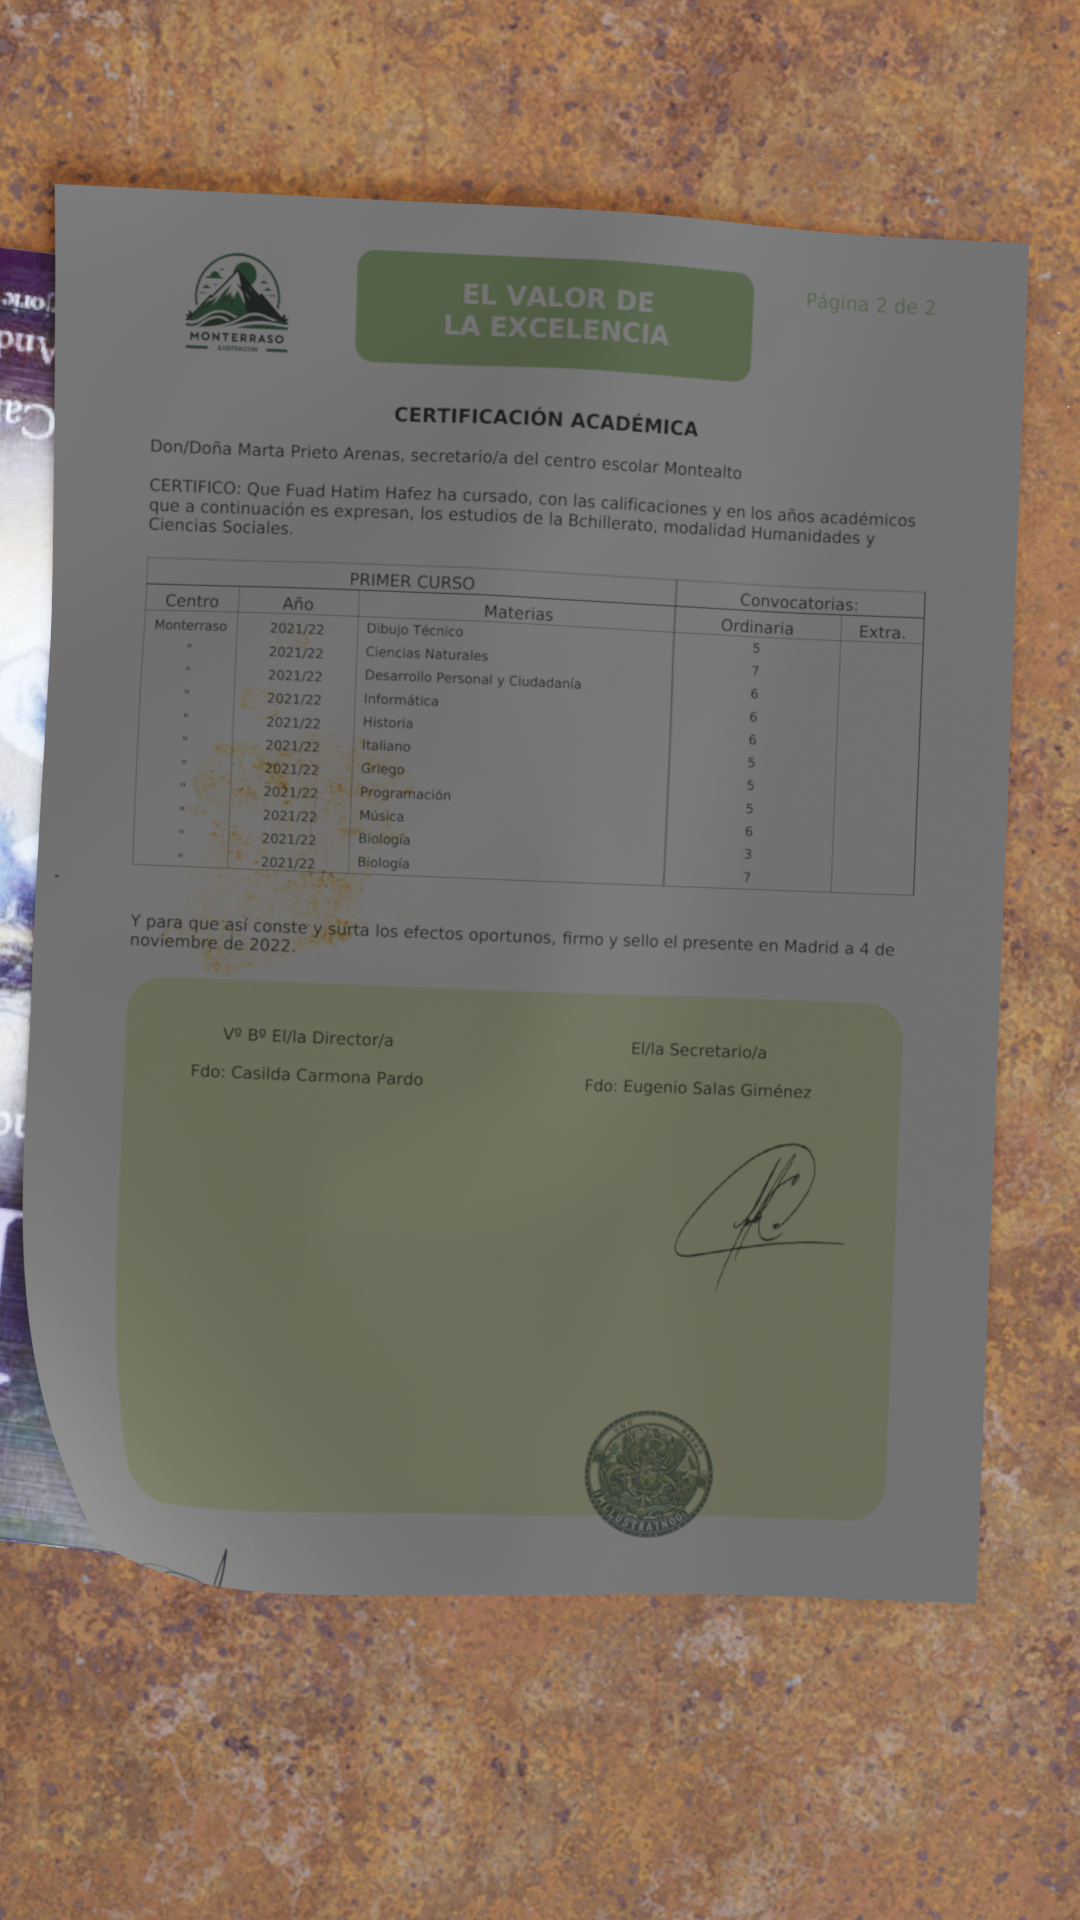 MONTERRASO
ILUSTRACION
EL VALOR DE
LA EXCELENCIA
Página 2 de 2
CERTIFICACIÓN ACADÉMICA
Don/Doña Marta Prieto Arenas, secretario/a del centro escolar Montealto
CERTIFICO: Que Fuad Hatim Hafez ha cursado, con las calificaciones y en los años académicos
que a continuación es expresan, los estudios de la Bchillerato, modalidad Humanidades y
Ciencias Sociales.
PRIMER CURSO Convocatorias:
Centro Año Materias Ordinaria Extra.
Monterraso 2021/22 Dibujo Técnico 5
" 2021/22 Ciencias Naturales 7
" 2021/22 Desarrollo Personal y Ciudadanía 6
" 2021/22 Informática 6
" 2021/22 Historia 6
" 2021/22 Italiano 5
" 2021/22 Griego 5
" 2021/22 Programación 5
" 2021/22 Música 6
" 2021/22 Biología 3
" 2021/22 Biología 7
Y para que así conste y surta los efectos oportunos, firmo y sello el presente en Madrid a 4 de
noviembre de 2022.
Vº Bº El/la Director/a
Fdo: Casilda Carmona Pardo
El/la Secretario/a
Fdo: Eugenio Salas Giménez